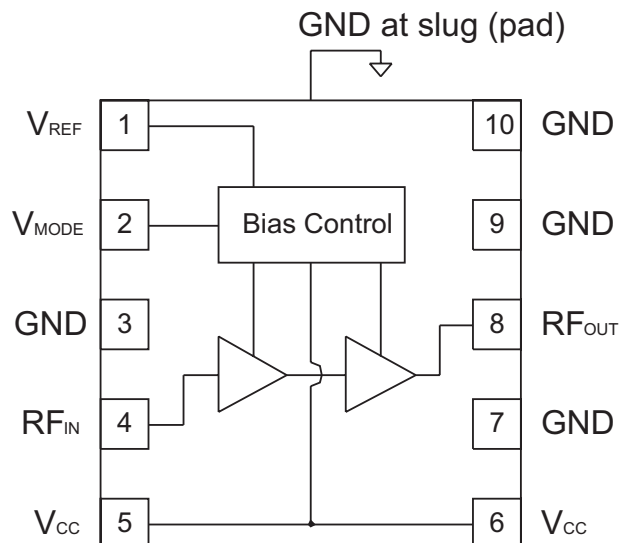 GND at slug (pad)
VREF 1 10 GND
VMODE 2 Bias Control 9 GND
GND 3 8 RFOUT
RFIN 4 7 GND
VCC 5 6 VCC